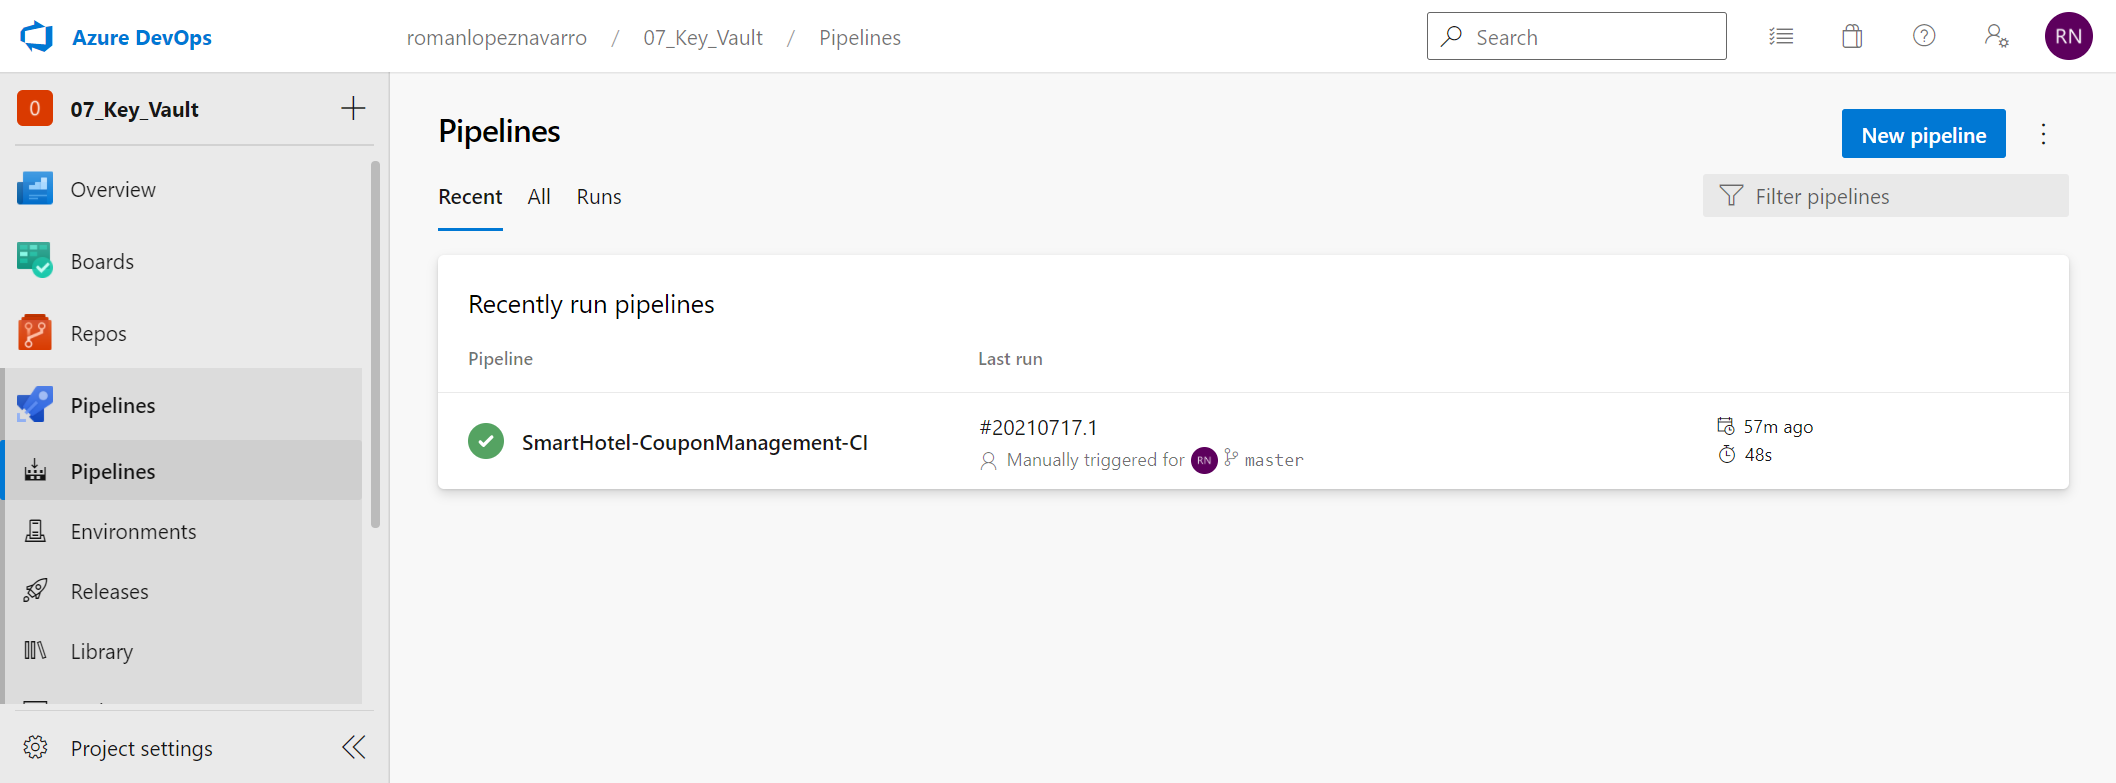 Azure DevOps
romanlopeznavarro / 07_Key_Vault / Pipelines
Search
RN
0
07_Key_Vault
Overview
Boards
Repos
Pipelines
Pipelines
Environments
Releases
Library
Project settings
Pipelines
New pipeline
Recent All Runs
Filter pipelines
Recently run pipelines
Pipeline Last run
SmartHotel-CouponManagement-CI
#20210717.1
Manually triggered for RN master
57m ago
48s